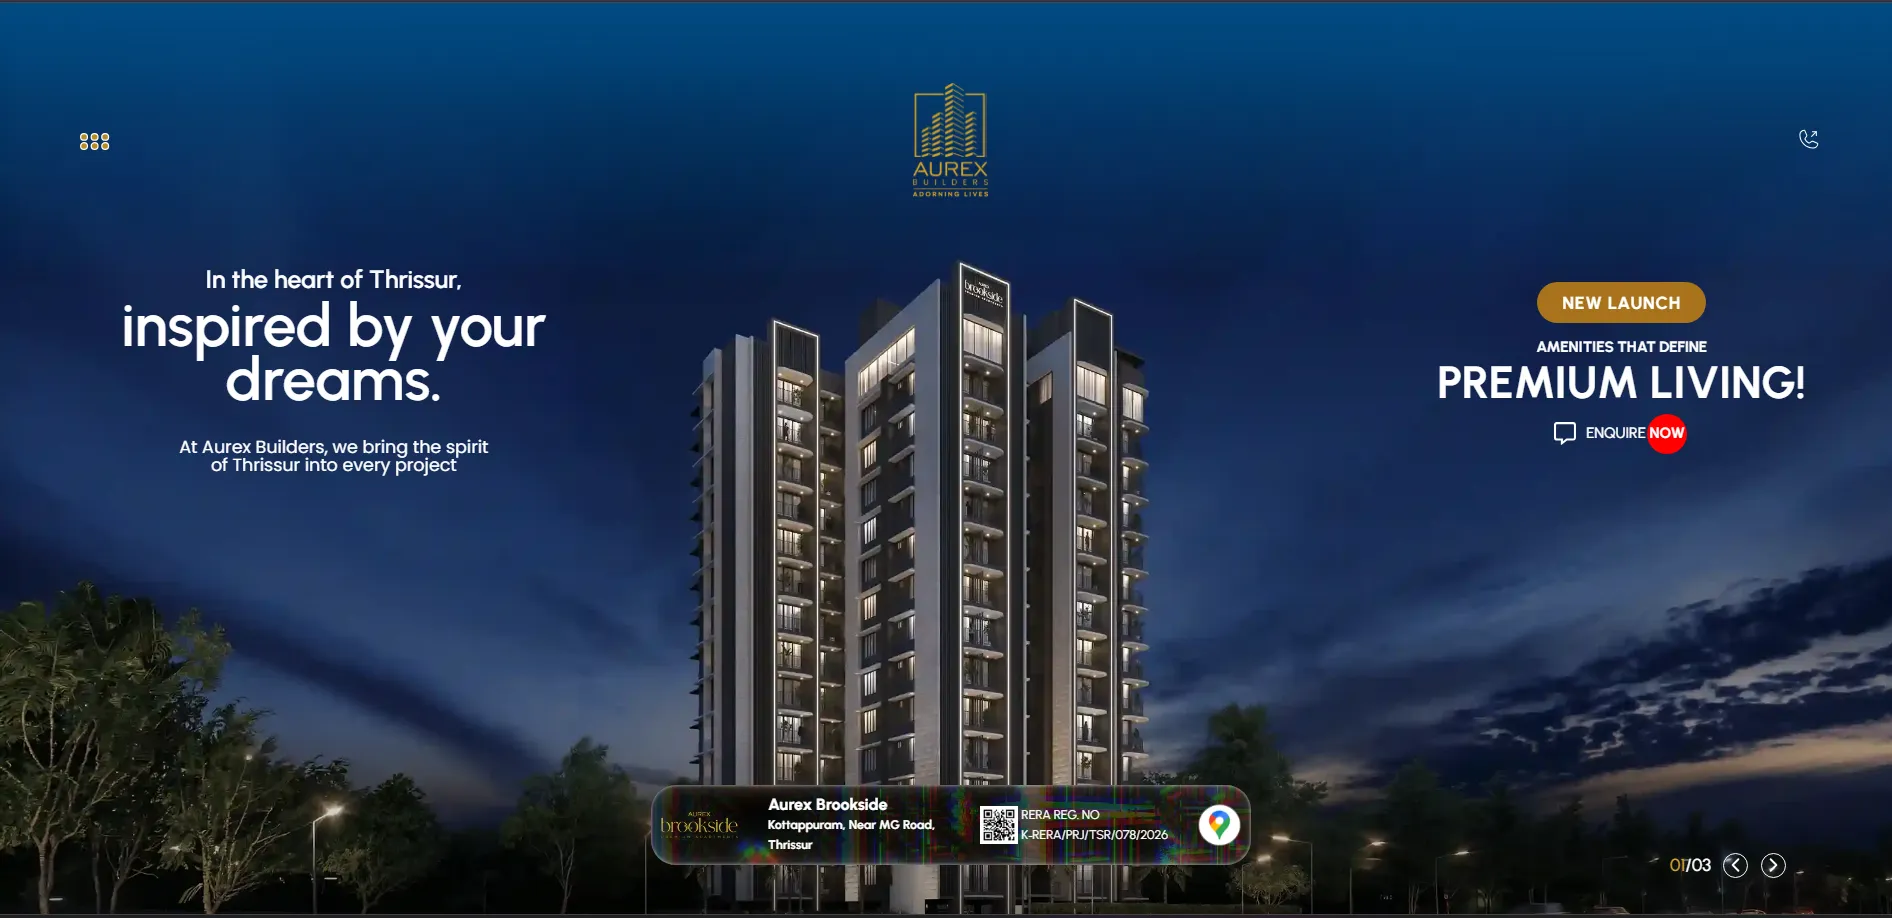 AUREX
BUILDERS
ADORNING LIVES
In the heart of Thrissur,
inspired by your
dreams.
At Aurex Builders, we bring the spirit
of Thrissur into every project
NEW LAUNCH
AMENITIES THAT DEFINE
PREMIUM LIVING!
ENQUIRE NOW
brookside
AUREX
brookside
Aurex Brookside
Kottappuram, Near MG Road,
Thrissur
RERA REG. NO
K-RERA/PRJ/TSR/078/2026
01/03